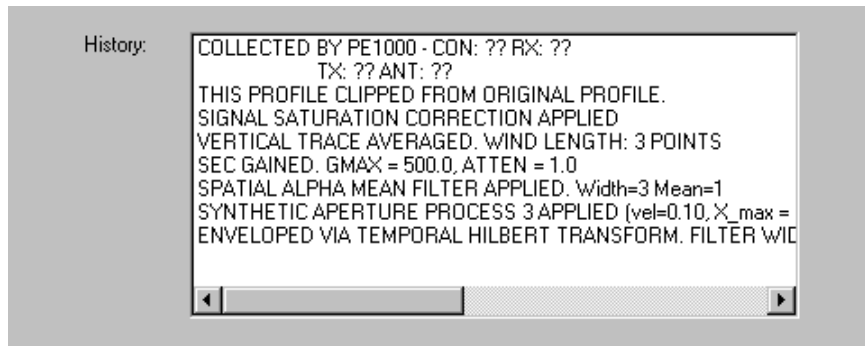 History:
COLLECTED BY PE1000 - CON: ?? RX: ??
TX: ?? ANT: ??
THIS PROFILE CLIPPED FROM ORIGINAL PROFILE.
SIGNAL SATURATION CORRECTION APPLIED
VERTICAL TRACE AVERAGED. WIND LENGTH: 3 POINTS
SEC GAINED. GMAX = 500.0, ATTEN = 1.0
SPATIAL ALPHA MEAN FILTER APPLIED. Width=3 Mean=1
SYNTHETIC APERTURE PROCESS 3 APPLIED (vel=0.10, X_max =
ENVELOPED VIA TEMPORAL HILBERT TRANSFORM. FILTER WID